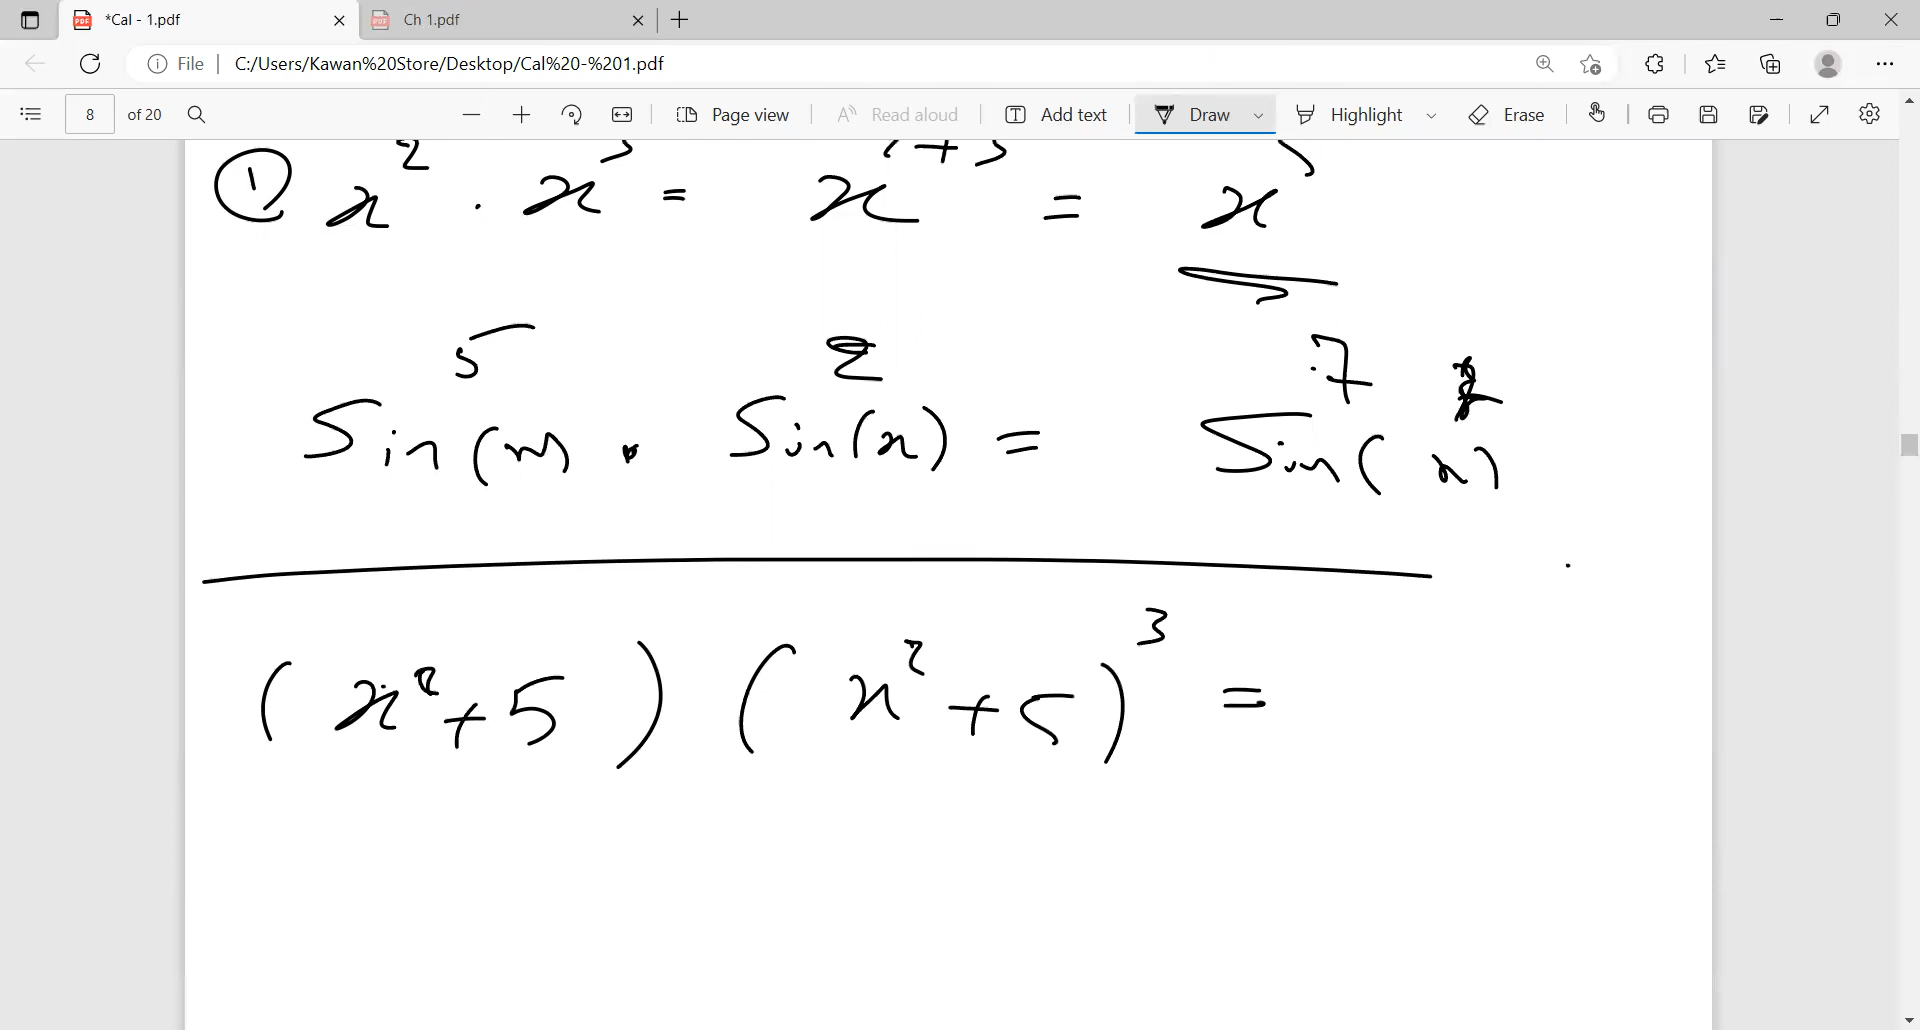 *Cal - 1.pdf
Ch 1.pdf
File | C:/Users/Kawan%20Store/Desktop/Cal%20-%201.pdf
8 of 20
Page view
Read aloud
Add text
Draw
Highlight
Erase
① x² · x³ = x²⁺³ = x⁵
Sin⁵(x) · Sin²(x) = Sin⁷(x)
(x²+5)(x²+5)³ =